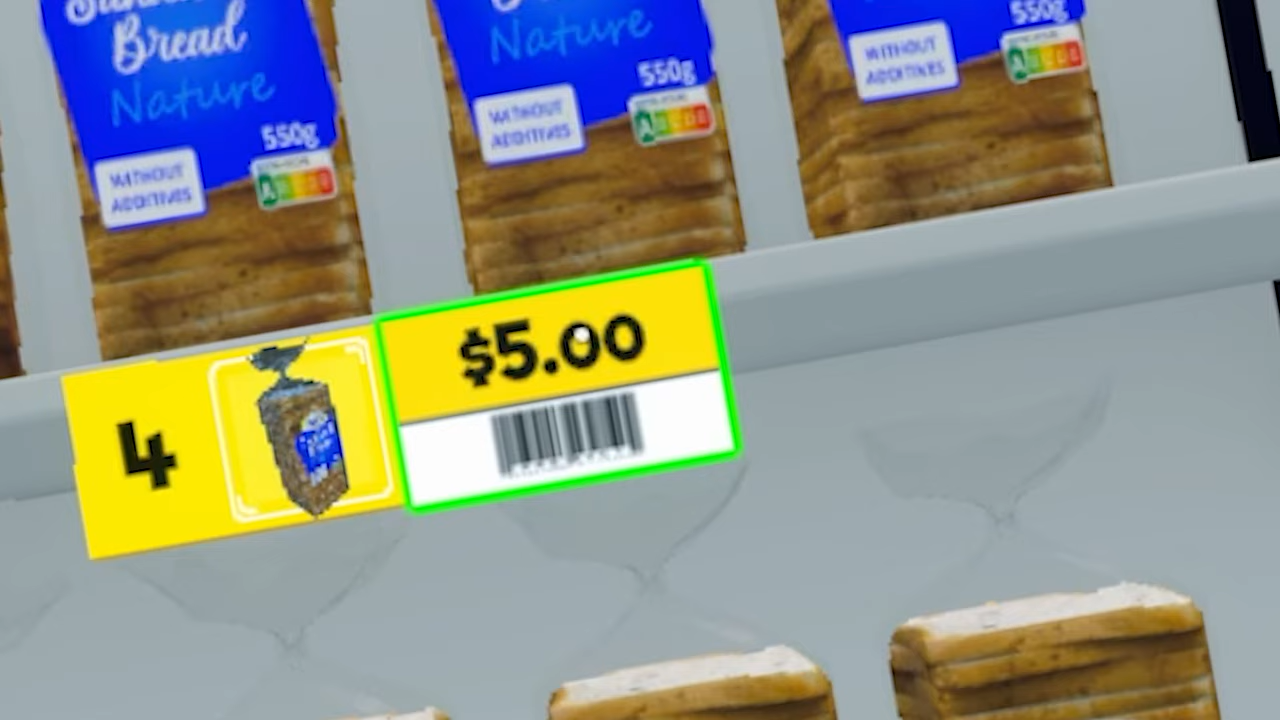 Bread
Nature
550g
WITHOUT
ADDITIVES
Nature
550g
WITHOUT
ADDITIVES
550g
WITHOUT
ADDITIVES
4
$5.00